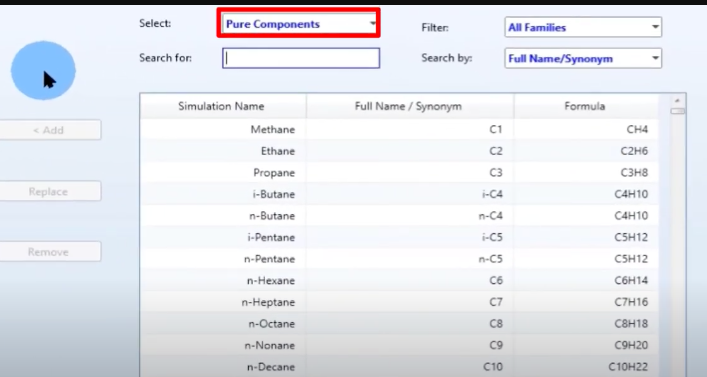 Select: Pure Components Filter: All Families
Search for: Search by: Full Name/Synonym
Simulation Name Full Name / Synonym Formula
Methane C1 CH4
< Add
Ethane C2 C2H6
Propane C3 C3H8
Replace i-Butane i-C4 C4H10
n-Butane n-C4 C4H10
i-Pentane i-C5 C5H12
Remove n-Pentane n-C5 C5H12
n-Hexane C6 C6H14
n-Heptane C7 C7H16
n-Octane C8 C8H18
n-Nonane C9 C9H20
n-Decane C10 C10H22